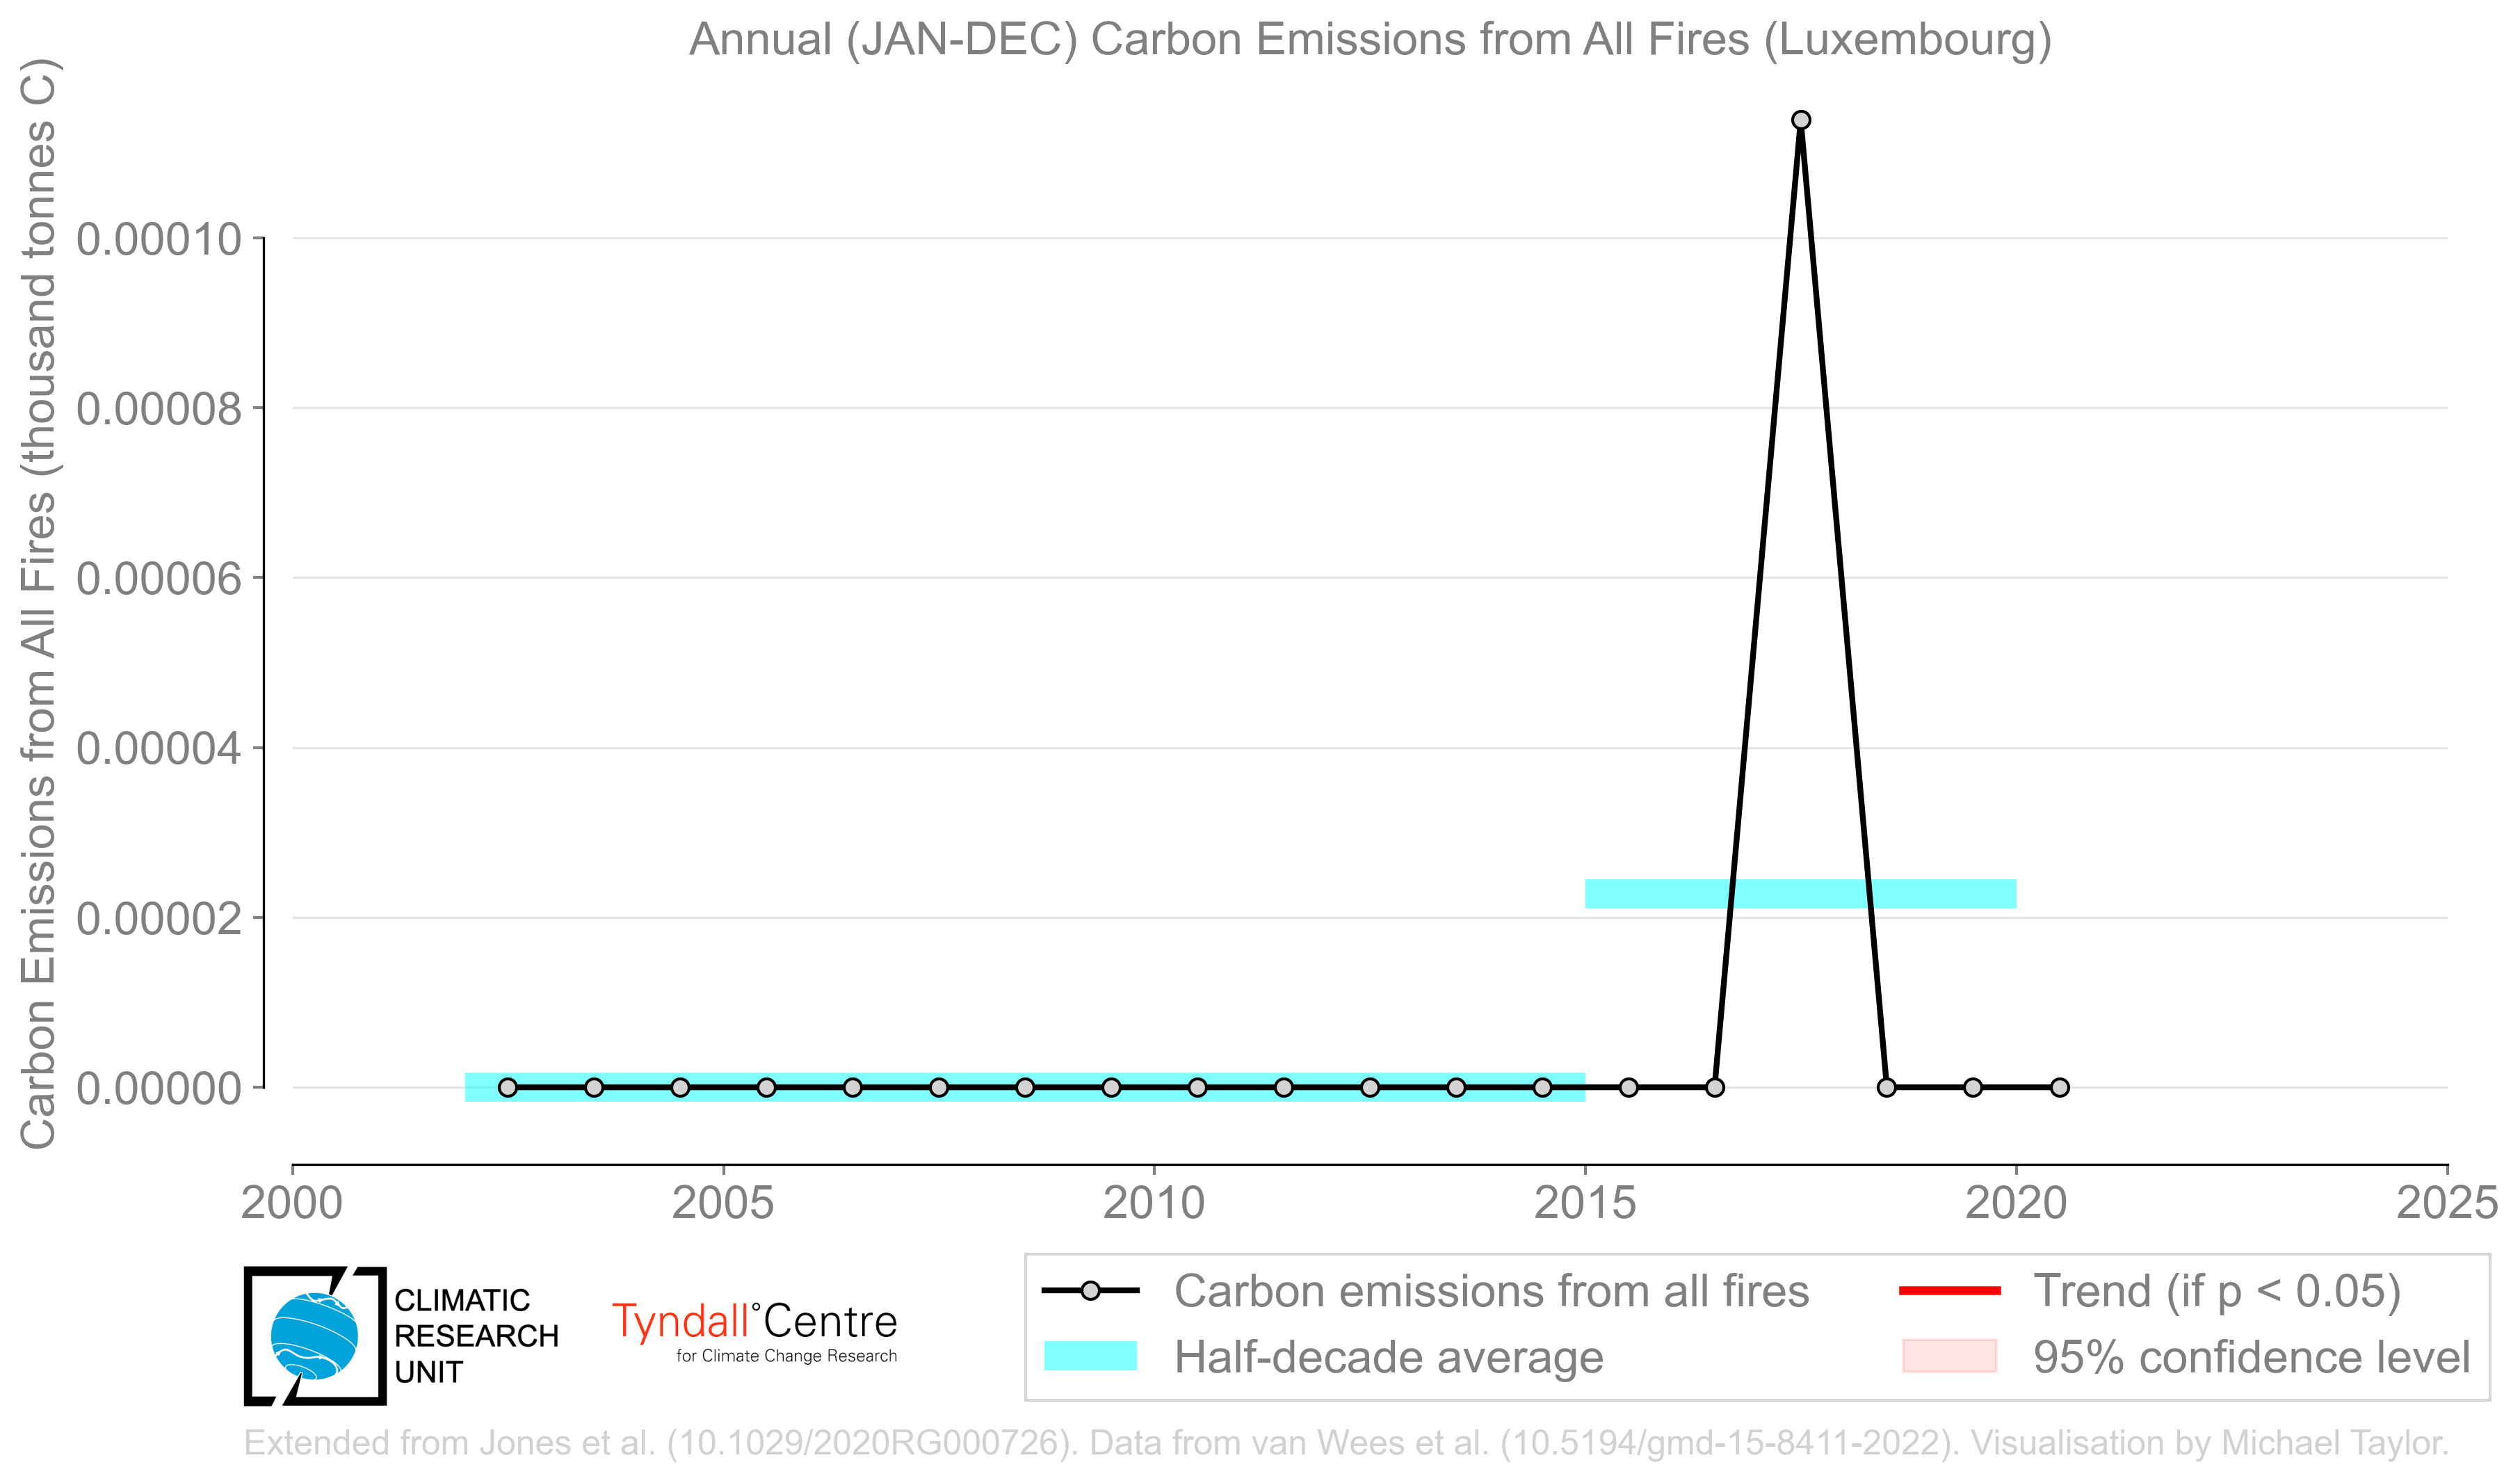 Annual (JAN-DEC) Carbon Emissions from All Fires (Luxembourg)
Carbon Emissions from All Fires (thousand tonnes C)
0.00010
0.00008
0.00006
0.00004
0.00002
0.00000
2000
2005
2010
2015
2020
2025
CLIMATIC
RESEARCH
UNIT
Tyndall°Centre
for Climate Change Research
Carbon emissions from all fires
Half-decade average
Trend (if p < 0.05)
95% confidence level
Extended from Jones et al. (10.1029/2020RG000726). Data from van Wees et al. (10.5194/gmd-15-8411-2022). Visualisation by Michael Taylor.